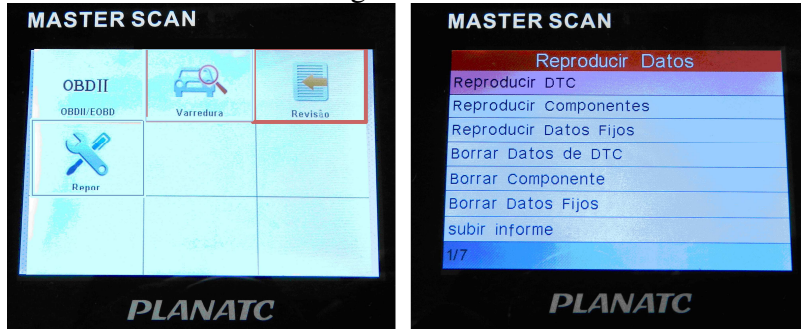 MASTER SCAN
OBDII
OBDII/EOBD
Varredura
Revisão
Repor
PLANATC
MASTER SCAN
Reproducir Datos
Reproducir DTC
Reproducir Componentes
Reproducir Datos Fijos
Borrar Datos de DTC
Borrar Componente
Borrar Datos Fijos
subir informe
1/7
PLANATC